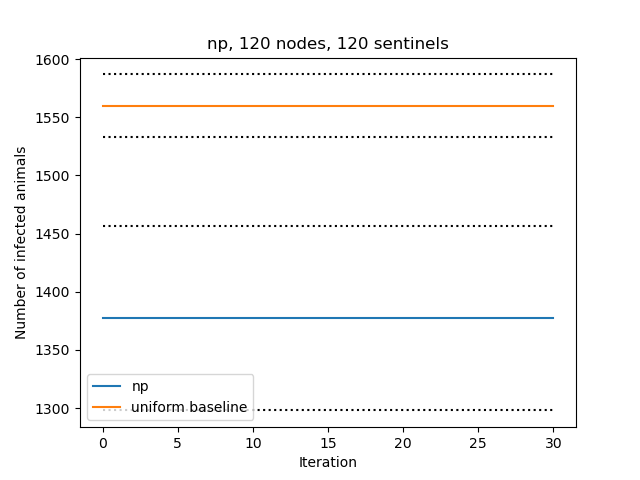 np, 120 nodes, 120 sentinels
1600
1550
1500
1450
1400
1350
1300
Number of infected animals
np
uniform baseline
0 5 10 15 20 25 30
Iteration